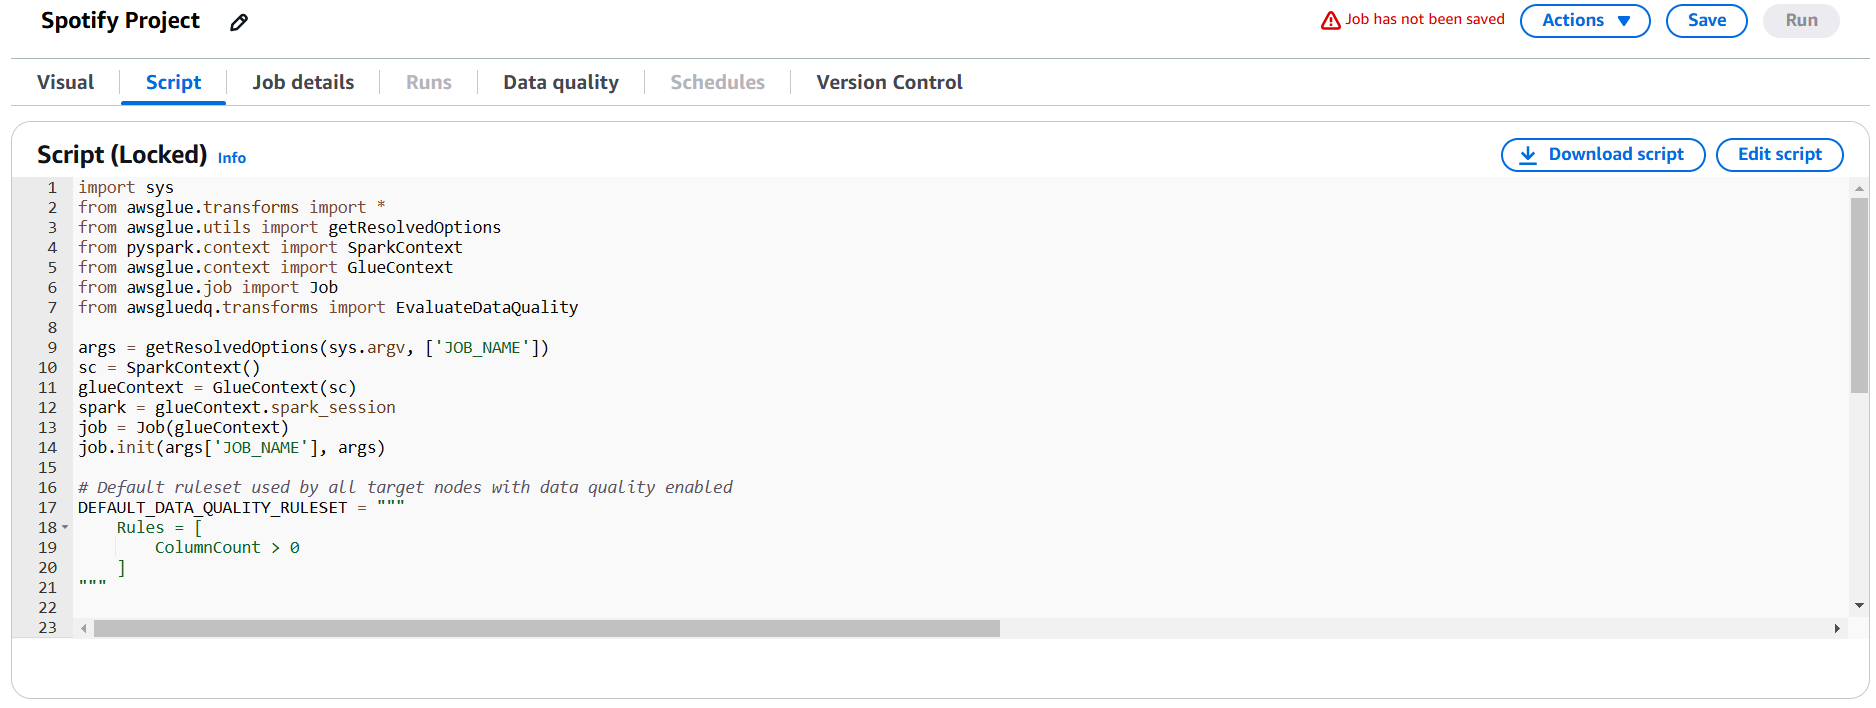 Spotify Project
Job has not been saved
Actions
Save
Run
Visual
Script
Job details
Runs
Data quality
Schedules
Version Control
Script (Locked) Info
Download script
Edit script
1 import sys
2 from awsglue.transforms import *
3 from awsglue.utils import getResolvedOptions
4 from pyspark.context import SparkContext
5 from awsglue.context import GlueContext
6 from awsglue.job import Job
7 from awsgluedq.transforms import EvaluateDataQuality
8
9 args = getResolvedOptions(sys.argv, ['JOB_NAME'])
10 sc = SparkContext()
11 glueContext = GlueContext(sc)
12 spark = glueContext.spark_session
13 job = Job(glueContext)
14 job.init(args['JOB_NAME'], args)
15
16 # Default ruleset used by all target nodes with data quality enabled
17 DEFAULT_DATA_QUALITY_RULESET = """
18     Rules = [
19         ColumnCount > 0
20     ]
21 """
22
23